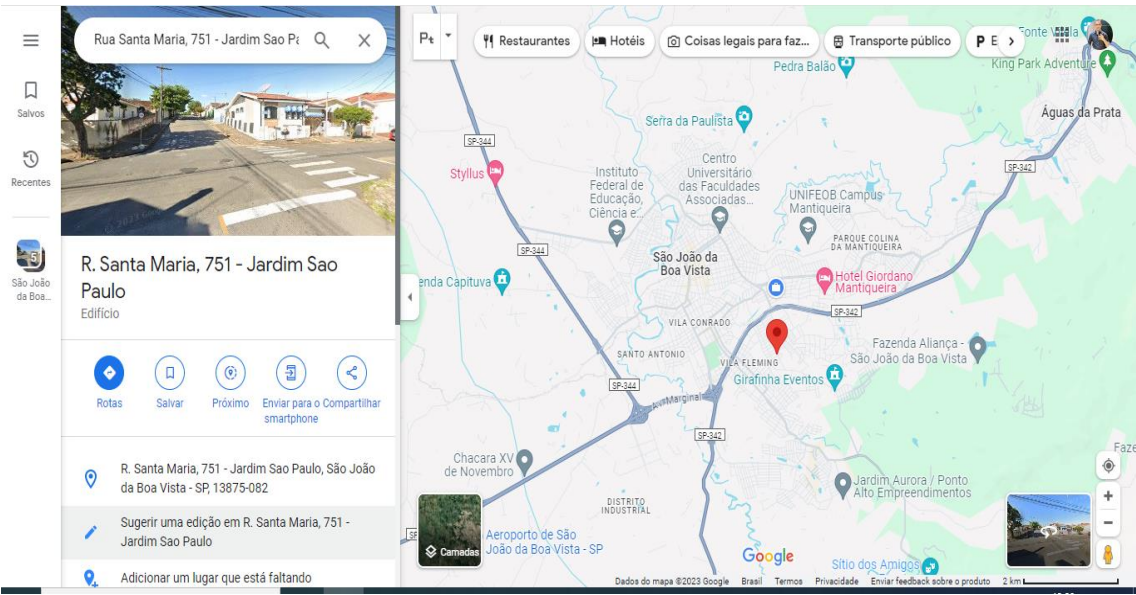 Rua Santa Maria, 751 - Jardim Sao Pa
Salvos
Recentes
5
São João
da Boa...
© 2023 Google
R. Santa Maria, 751 - Jardim Sao
Paulo
Edifício
Rotas
Salvar
Próximo
Enviar para o
smartphone
Compartilhar
R. Santa Maria, 751 - Jardim Sao Paulo, São João
da Boa Vista - SP, 13875-082
Sugerir uma edição em R. Santa Maria, 751 -
Jardim Sao Paulo
Adicionar um lugar que está faltando
Restaurantes
Hotéis
Coisas legais para faz...
Transporte público
P E
Pedra Balão
King Park Adventure
Águas da Prata
Serra da Paulista
SP-344
Styllus
SP-342
Instituto
Federal de
Educação,
Ciência e...
Centro
Universitário
das Faculdades
Associadas...
UNIFEOB Campus
Mantiqueira
PARQUE COLINA
DA MANTIQUEIRA
SP-344
São João da
Boa Vista
enda Capituva
Hotel Giordano
Mantiqueira
SP-342
VILA CONRADO
Fazenda Aliança -
São João da Boa Vista
SANTO ANTONIO
VILA FLEMING
Girafinha Eventos
SP-344
Marginal
SP-342
Chacara XV
de Novembro
Faze
Jardim Aurora / Ponto
Alto Empreendimentos
DISTRITO
INDUSTRIAL
Camadas
Aeroporto de São
João da Boa Vista - SP
Google
Sítio dos Amigos
Dados do mapa ©2023 Google Brasil Termos Privacidade Enviar feedback sobre o produto 2 km